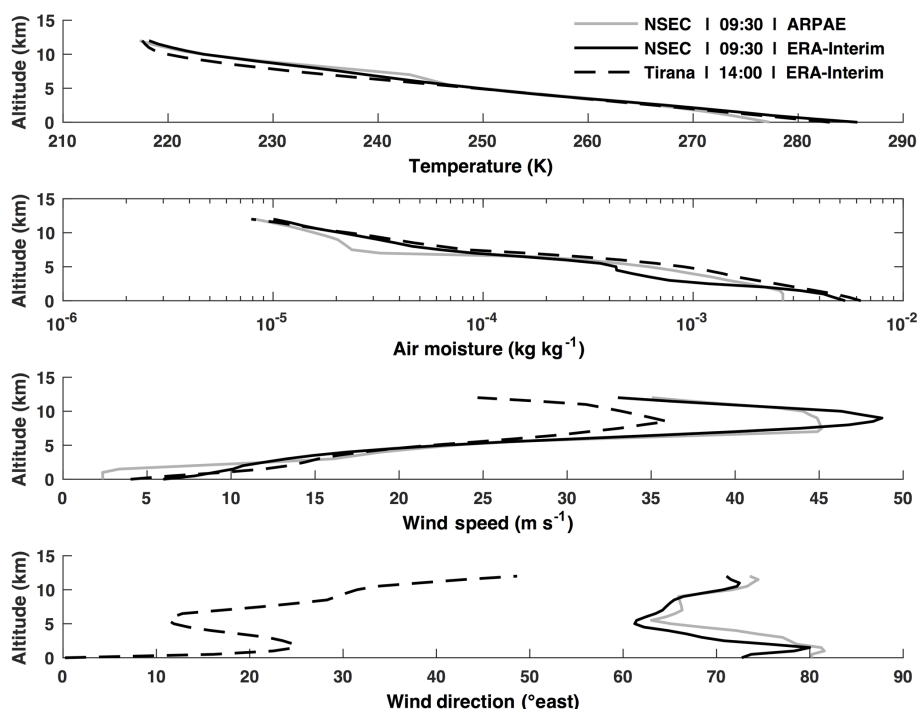 NSEC | 09:30 | ARPAE
NSEC | 09:30 | ERA-Interim
Tirana | 14:00 | ERA-Interim
Altitude (km)
15
10
5
0
210 220 230 240 250 260 270 280 290
Temperature (K)
Altitude (km)
15
10
5
0
10^-6 10^-5 10^-4 10^-3 10^-2
Air moisture (kg kg^-1)
Altitude (km)
15
10
5
0
0 5 10 15 20 25 30 35 40 45 50
Wind speed (m s^-1)
Altitude (km)
15
10
5
0
0 10 20 30 40 50 60 70 80 90
Wind direction (°east)